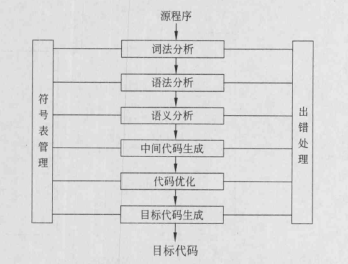 源程序
词法分析
语法分析
语义分析
中间代码生成
代码优化
目标代码生成
目标代码
符号表管理
出错处理